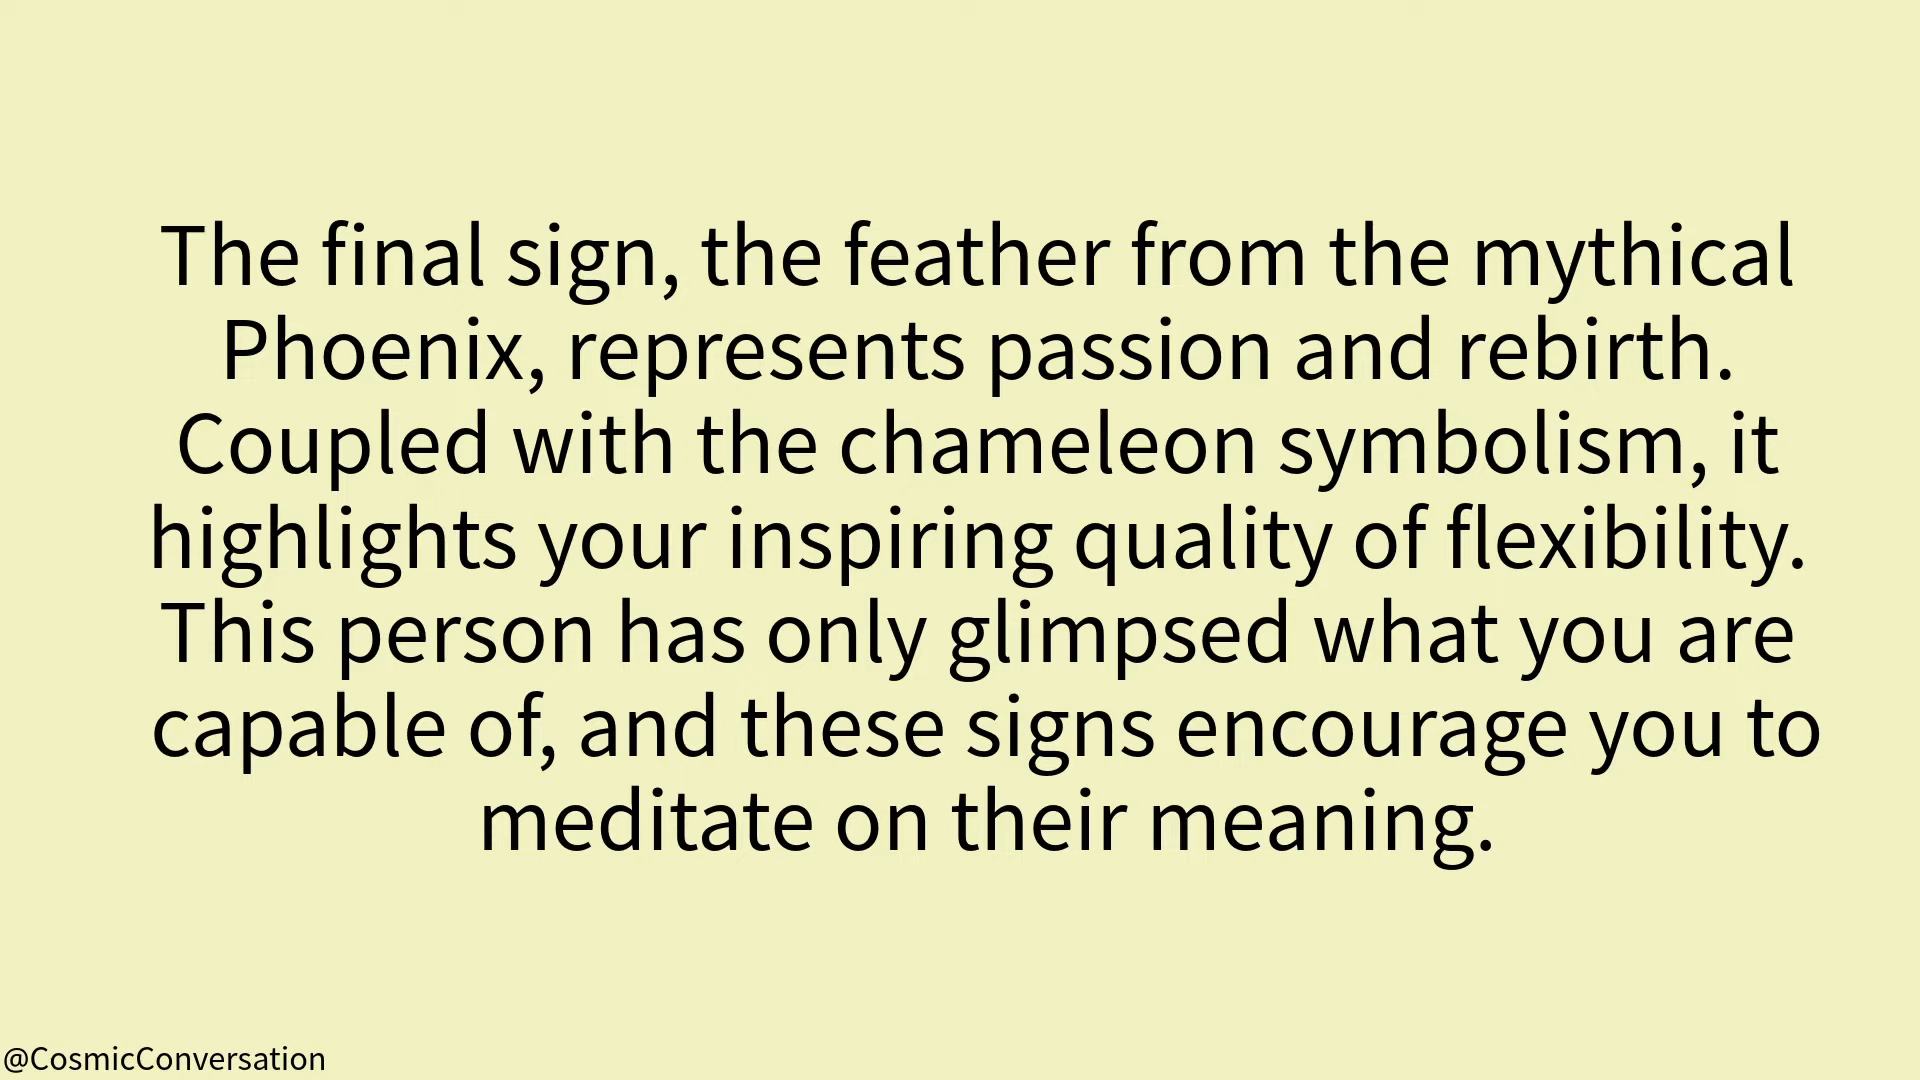 The final sign, the feather from the mythical
Phoenix, represents passion and rebirth.
Coupled with the chameleon symbolism, it
highlights your inspiring quality of flexibility.
This person has only glimpsed what you are
capable of, and these signs encourage you to
meditate on their meaning.
@CosmicConversation